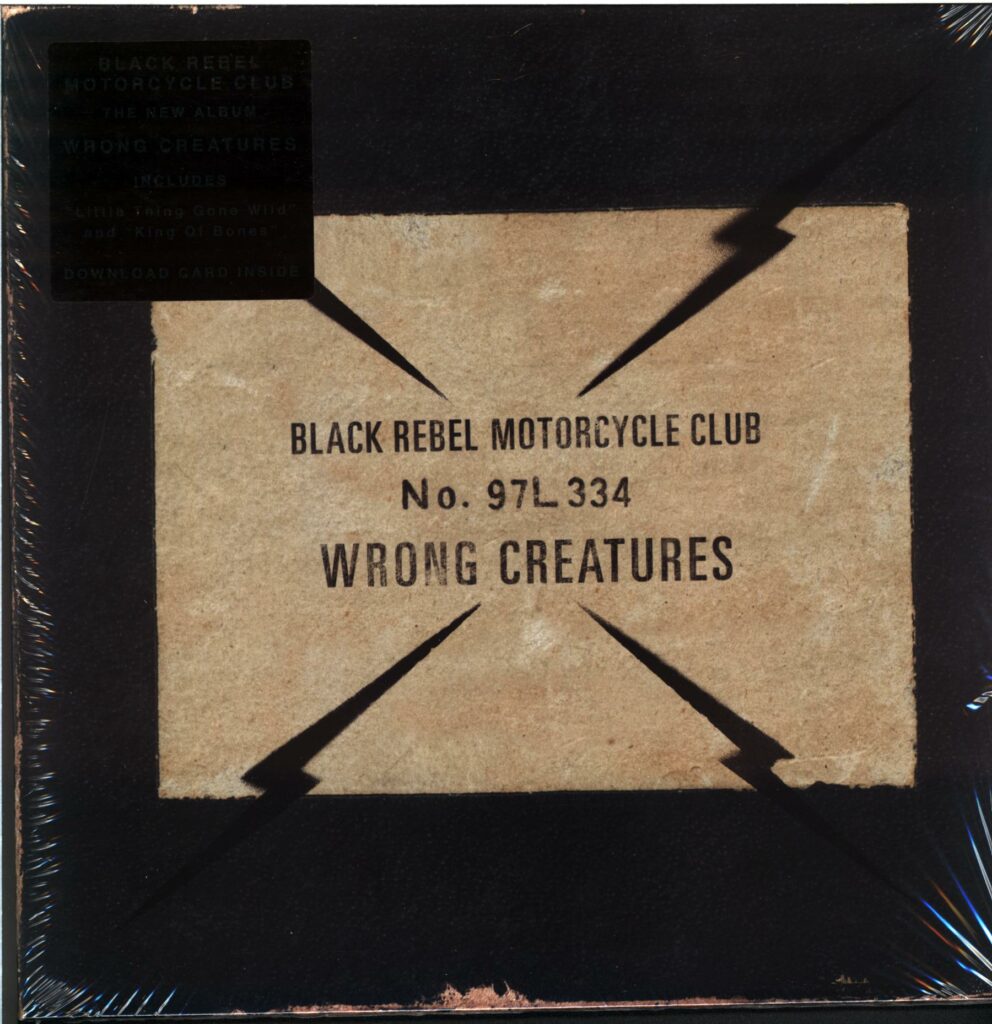 BLACK REBEL
MOTORCYCLE CLUB
THE NEW ALBUM
WRONG CREATURES
INCLUDES
"Little Thing Gone Wild"
and "King Of Bones"
DOWNLOAD CARD INSIDE
BLACK REBEL MOTORCYCLE CLUB
No. 97L 334
WRONG CREATURES